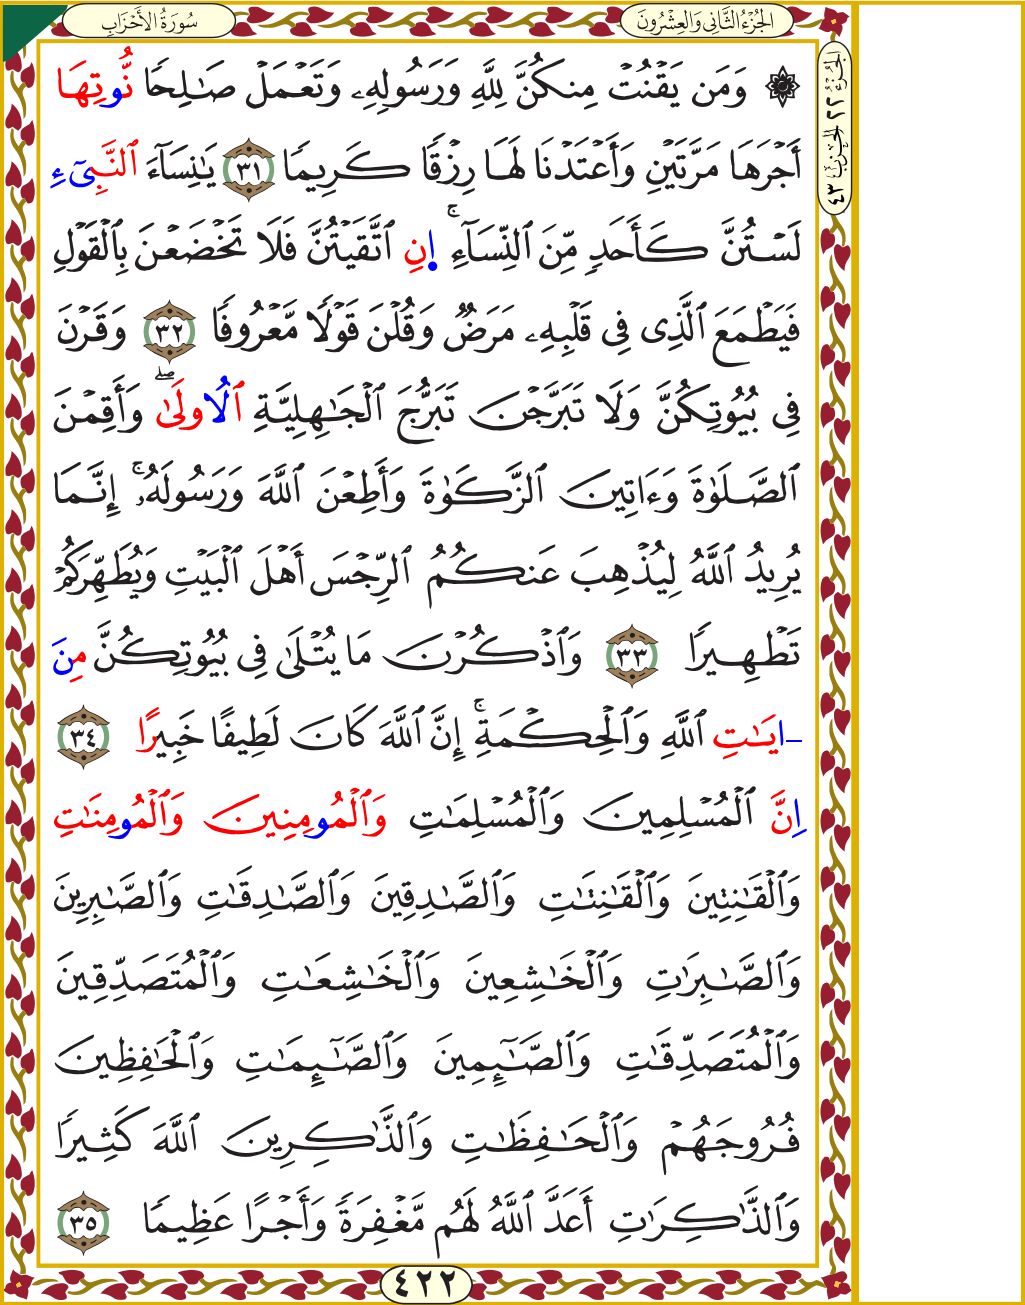 سُورَةُ الأَحْزَابِ
الجُزْءُ الثَّانِي وَالعِشْرُونَ
الجزء ٢٢ الحزب ٤٣
۞ وَمَن يَقْنُتْ مِنكُنَّ لِلَّهِ وَرَسُولِهِۦ وَتَعْمَلْ صَٰلِحًا نُّوتِهَا
أَجْرَهَا مَرَّتَيْنِ وَأَعْتَدْنَا لَهَا رِزْقًا كَرِيمًا ٣١ يَٰنِسَآءَ ٱلنَّبِىٓءِ
لَسْتُنَّ كَأَحَدٍ مِّنَ ٱلنِّسَآءِ ۚ اِنِ ٱتَّقَيْتُنَّ فَلَا تَخْضَعْنَ بِٱلْقَوْلِ
فَيَطْمَعَ ٱلَّذِى فِى قَلْبِهِۦ مَرَضٌ وَقُلْنَ قَوْلًا مَّعْرُوفًا ٣٢ وَقَرْنَ
فِى بُيُوتِكُنَّ وَلَا تَبَرَّجْنَ تَبَرُّجَ ٱلْجَٰهِلِيَّةِ ٱلُاولَىٰ ۖ وَأَقِمْنَ
ٱلصَّلَوٰةَ وَءَاتِينَ ٱلزَّكَوٰةَ وَأَطِعْنَ ٱللَّهَ وَرَسُولَهُۥٓ ۚ إِنَّمَا
يُرِيدُ ٱللَّهُ لِيُذْهِبَ عَنكُمُ ٱلرِّجْسَ أَهْلَ ٱلْبَيْتِ وَيُطَهِّرَكُمْ
تَطْهِيرًا ٣٣ وَٱذْكُرْنَ مَا يُتْلَىٰ فِى بُيُوتِكُنَّ مِنَ
ايَٰتِ ٱللَّهِ وَٱلْحِكْمَةِ ۚ إِنَّ ٱللَّهَ كَانَ لَطِيفًا خَبِيرًا ٣٤
اِنَّ ٱلْمُسْلِمِينَ وَٱلْمُسْلِمَٰتِ وَٱلْمُومِنِينَ وَٱلْمُومِنَٰتِ
وَٱلْقَٰنِتِينَ وَٱلْقَٰنِتَٰتِ وَٱلصَّٰدِقِينَ وَٱلصَّٰدِقَٰتِ وَٱلصَّٰبِرِينَ
وَٱلصَّٰبِرَٰتِ وَٱلْخَٰشِعِينَ وَٱلْخَٰشِعَٰتِ وَٱلْمُتَصَدِّقِينَ
وَٱلْمُتَصَدِّقَٰتِ وَٱلصَّٰٓئِمِينَ وَٱلصَّٰٓئِمَٰتِ وَٱلْحَٰفِظِينَ
فُرُوجَهُمْ وَٱلْحَٰفِظَٰتِ وَٱلذَّٰكِرِينَ ٱللَّهَ كَثِيرًا
وَٱلذَّٰكِرَٰتِ أَعَدَّ ٱللَّهُ لَهُم مَّغْفِرَةً وَأَجْرًا عَظِيمًا ٣٥
٤٢٢